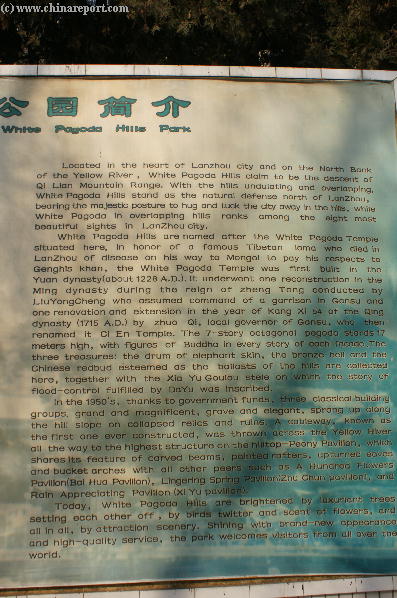 (c) www.chinareport.com
公园简介
White Pagoda Hills Park
Located in the heart of Lanzhou city and on the North Bank
of the Yellow River, White Pagoda Hills claim to be the descent of
Qi Lian Mountain Range. With the hills undulating and overlapping,
White Pagoda Hills stand as the natural defense north of LanZhou,
bearing the majestic posture to hug and tuck the city away in the hills, while
White Pagoda in overlapping hills ranks among the eight most
beautiful sights in LanZhou city.
White Pagoda Hills are named after the White Pagoda Temple
situated here, in honor of a famous Tibetan lama who died in
LanZhou of disease on his way to Mongol to pay his respects to
Genghis khan, the White Pagoda Temple was first built in the
Yuan dynasty(about 1228 A.D.). It underwent one reconstruction in the
Ming dynasty during the reign of zheng Tong conducted by
LiuYongCheng who assumed command of a garrison in Gansu and
one renovation and extension in the year of Kang Xi 54 of the Qing
dynasty (1715 A.D.) by zhuo Qi, local governor of Gansu, who then
renamed it Ci En Temple. The 7-story octagonal pagoda stands 17
meters high, with figures of Buddha in every story of each facade. The
three treasures: the drum of elephant skin, the bronze bell and the
Chinese redbud esteemed as the ballasts of the hills are collected
here, together with the Xia Yu Goulou stele on which the story of
flood-control fulfilled by DaYu was inscribed.
In the 1950's, thanks to government funds, three classical building
groups, grand and magnificent, grave and elegant, sprang up along
the hill slope on collapsed relics and ruins. A cableway, known as
the first one ever constructed, was thrown across the Yellow River
all the way to the highest structure on the hilltop-Peony Pavilion, which
shares its feature of carved beams, painted rafters, upturned eaves
and bucket arches with all other peers such as A Hundred Flowers
Pavilion(Bai Hua Pavilion), Lingering Spring Pavilion(Zhu Chun pavilion), and
Rain Appreciating Pavilion(Xi Yu pavilion).
Today, White Pagoda Hills are brightened by luxuriant trees
setting each other off, by birds twitter and scent of flowers, and
all in all, by attraction scenery. Shining with brand-new appearance
and high-quality service, the park welcomes visitors from all over the
world.